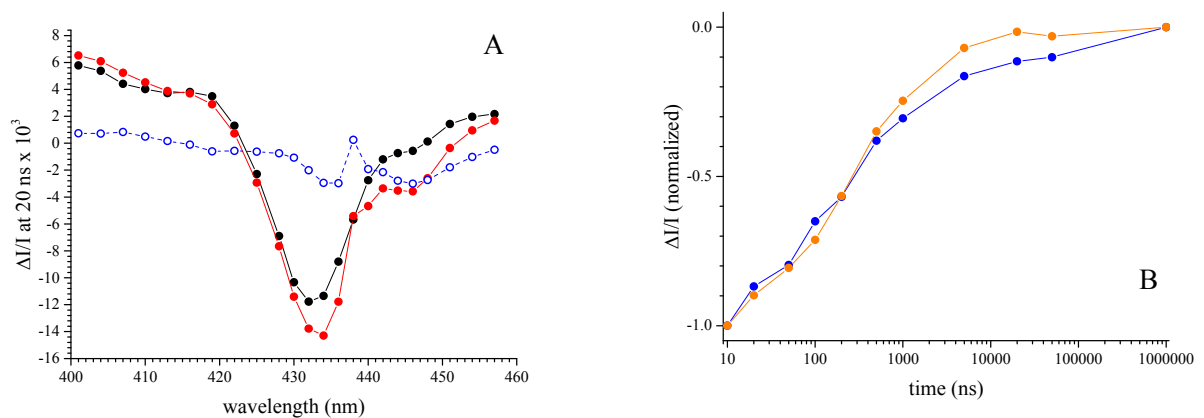 A
8
6
4
2
0
-2
-4
-6
-8
-10
-12
-14
-16
ΔI/I at 20 ns x 10³
400 410 420 430 440 450 460
wavelength (nm)
B
0.0
-0.5
-1.0
ΔI/I (normalized)
10 100 1000 10000 100000 1000000
time (ns)